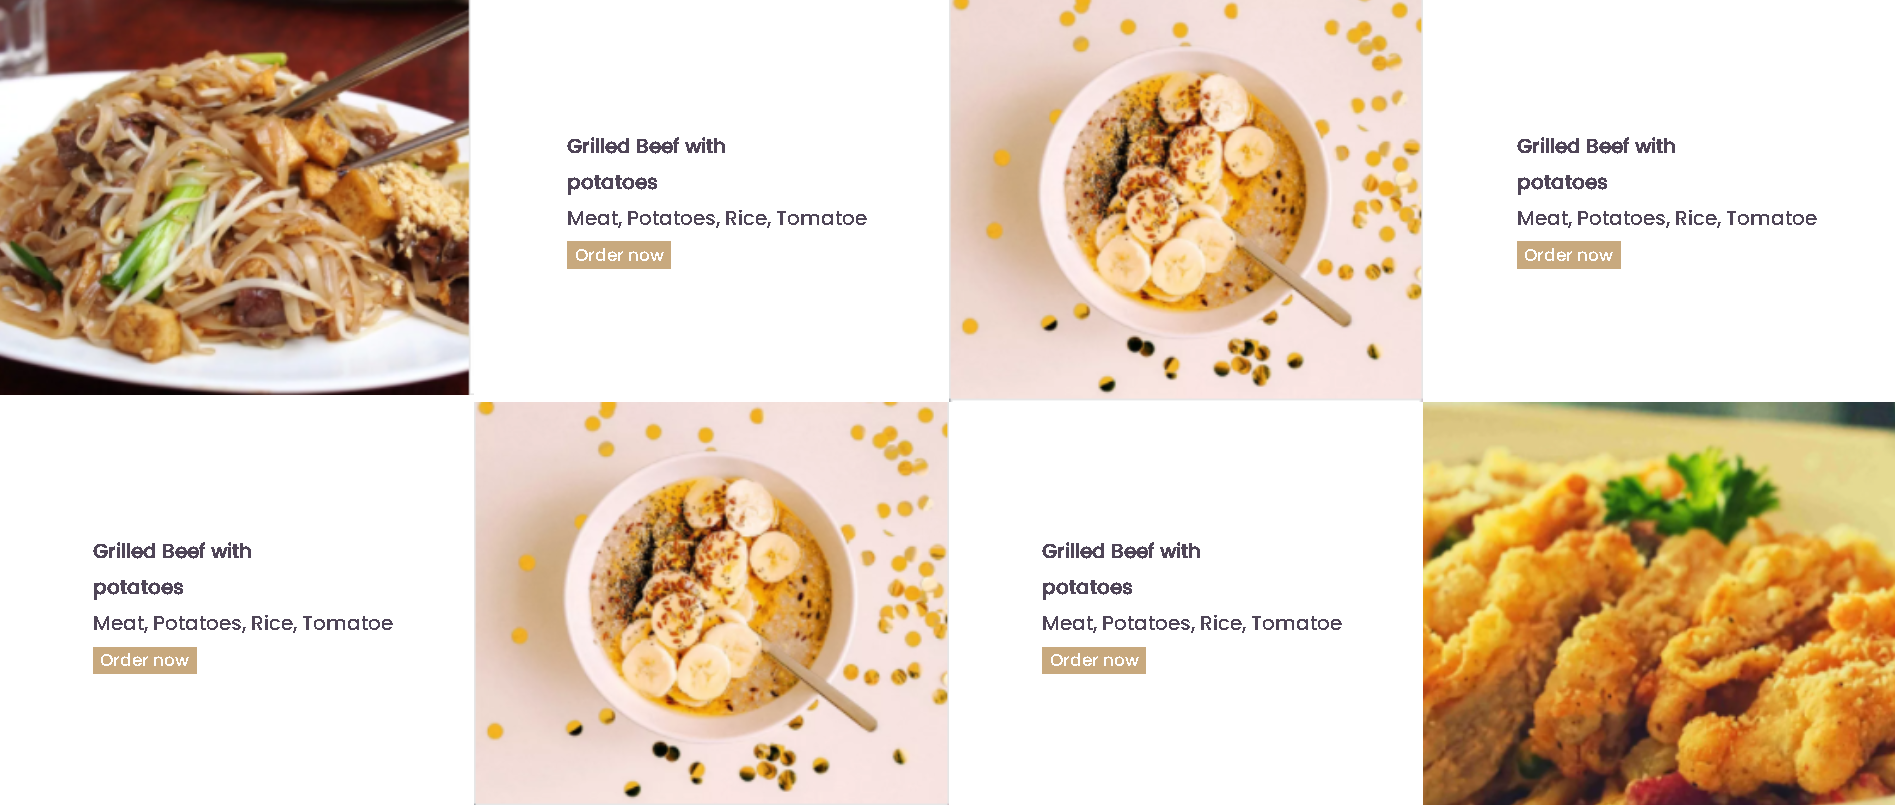 Grilled Beef with
potatoes
Meat, Potatoes, Rice, Tomatoe
Order now
Grilled Beef with
potatoes
Meat, Potatoes, Rice, Tomatoe
Order now
Grilled Beef with
potatoes
Meat, Potatoes, Rice, Tomatoe
Order now
Grilled Beef with
potatoes
Meat, Potatoes, Rice, Tomatoe
Order now